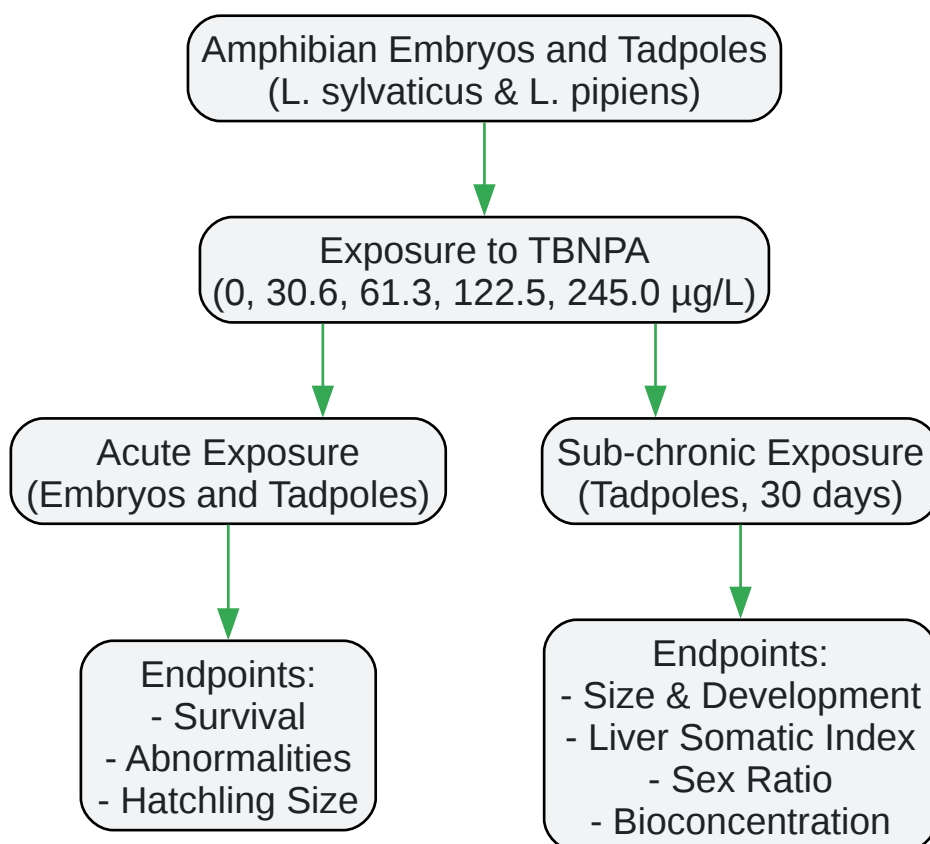 Amphibian Embryos and Tadpoles
(L. sylvaticus & L. pipiens)
Exposure to TBNPA
(0, 30.6, 61.3, 122.5, 245.0 µg/L)
Acute Exposure
(Embryos and Tadpoles)
Sub-chronic Exposure
(Tadpoles, 30 days)
Endpoints:
- Survival
- Abnormalities
- Hatchling Size
Endpoints:
- Size & Development
- Liver Somatic Index
- Sex Ratio
- Bioconcentration